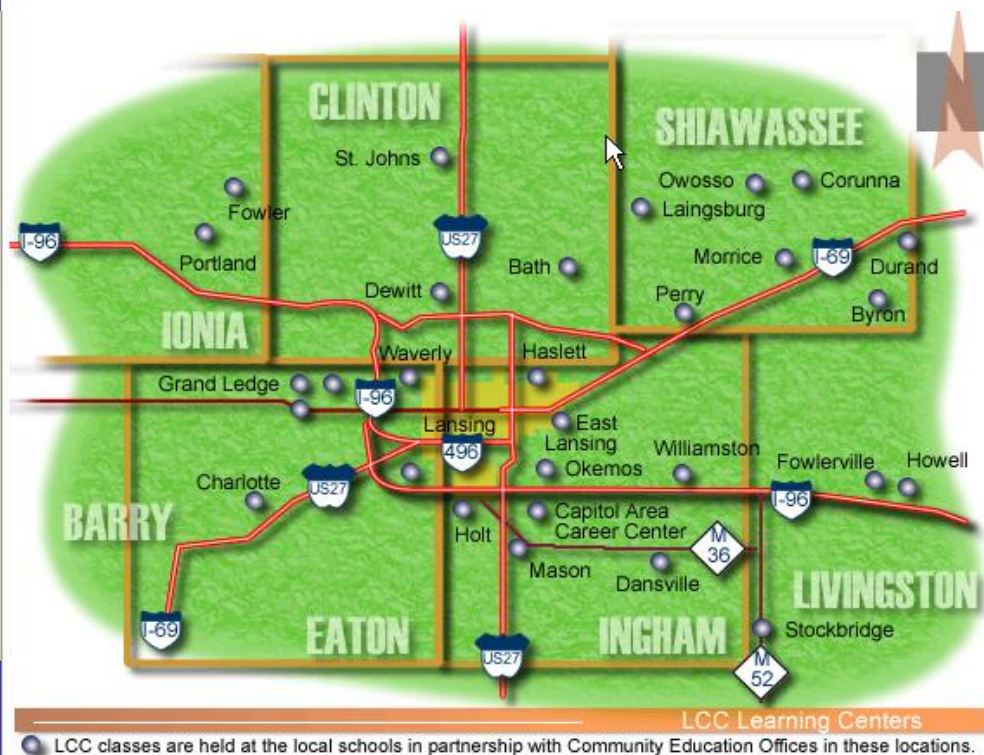 CLINTON
SHIAWASSEE
St. Johns
Owosso
Corunna
Fowler
Laingsburg
I-96
US27
Portland
Bath
Morrice
I-69
Durand
Dewitt
Perry
Byron
IONIA
Waverly
Haslett
Grand Ledge
I-96
Lansing
East
Lansing
496
Williamston
Okemos
Fowlerville
Howell
Charlotte
US27
I-96
BARRY
Holt
Capitol Area
Career Center
M
36
Mason
Dansville
LIVINGSTON
I-69
EATON
NGHAM
Stockbridge
US27
M
52
LCC Learning Centers
LCC classes are held at the local schools in partnership with Community Education Offices in these locations.